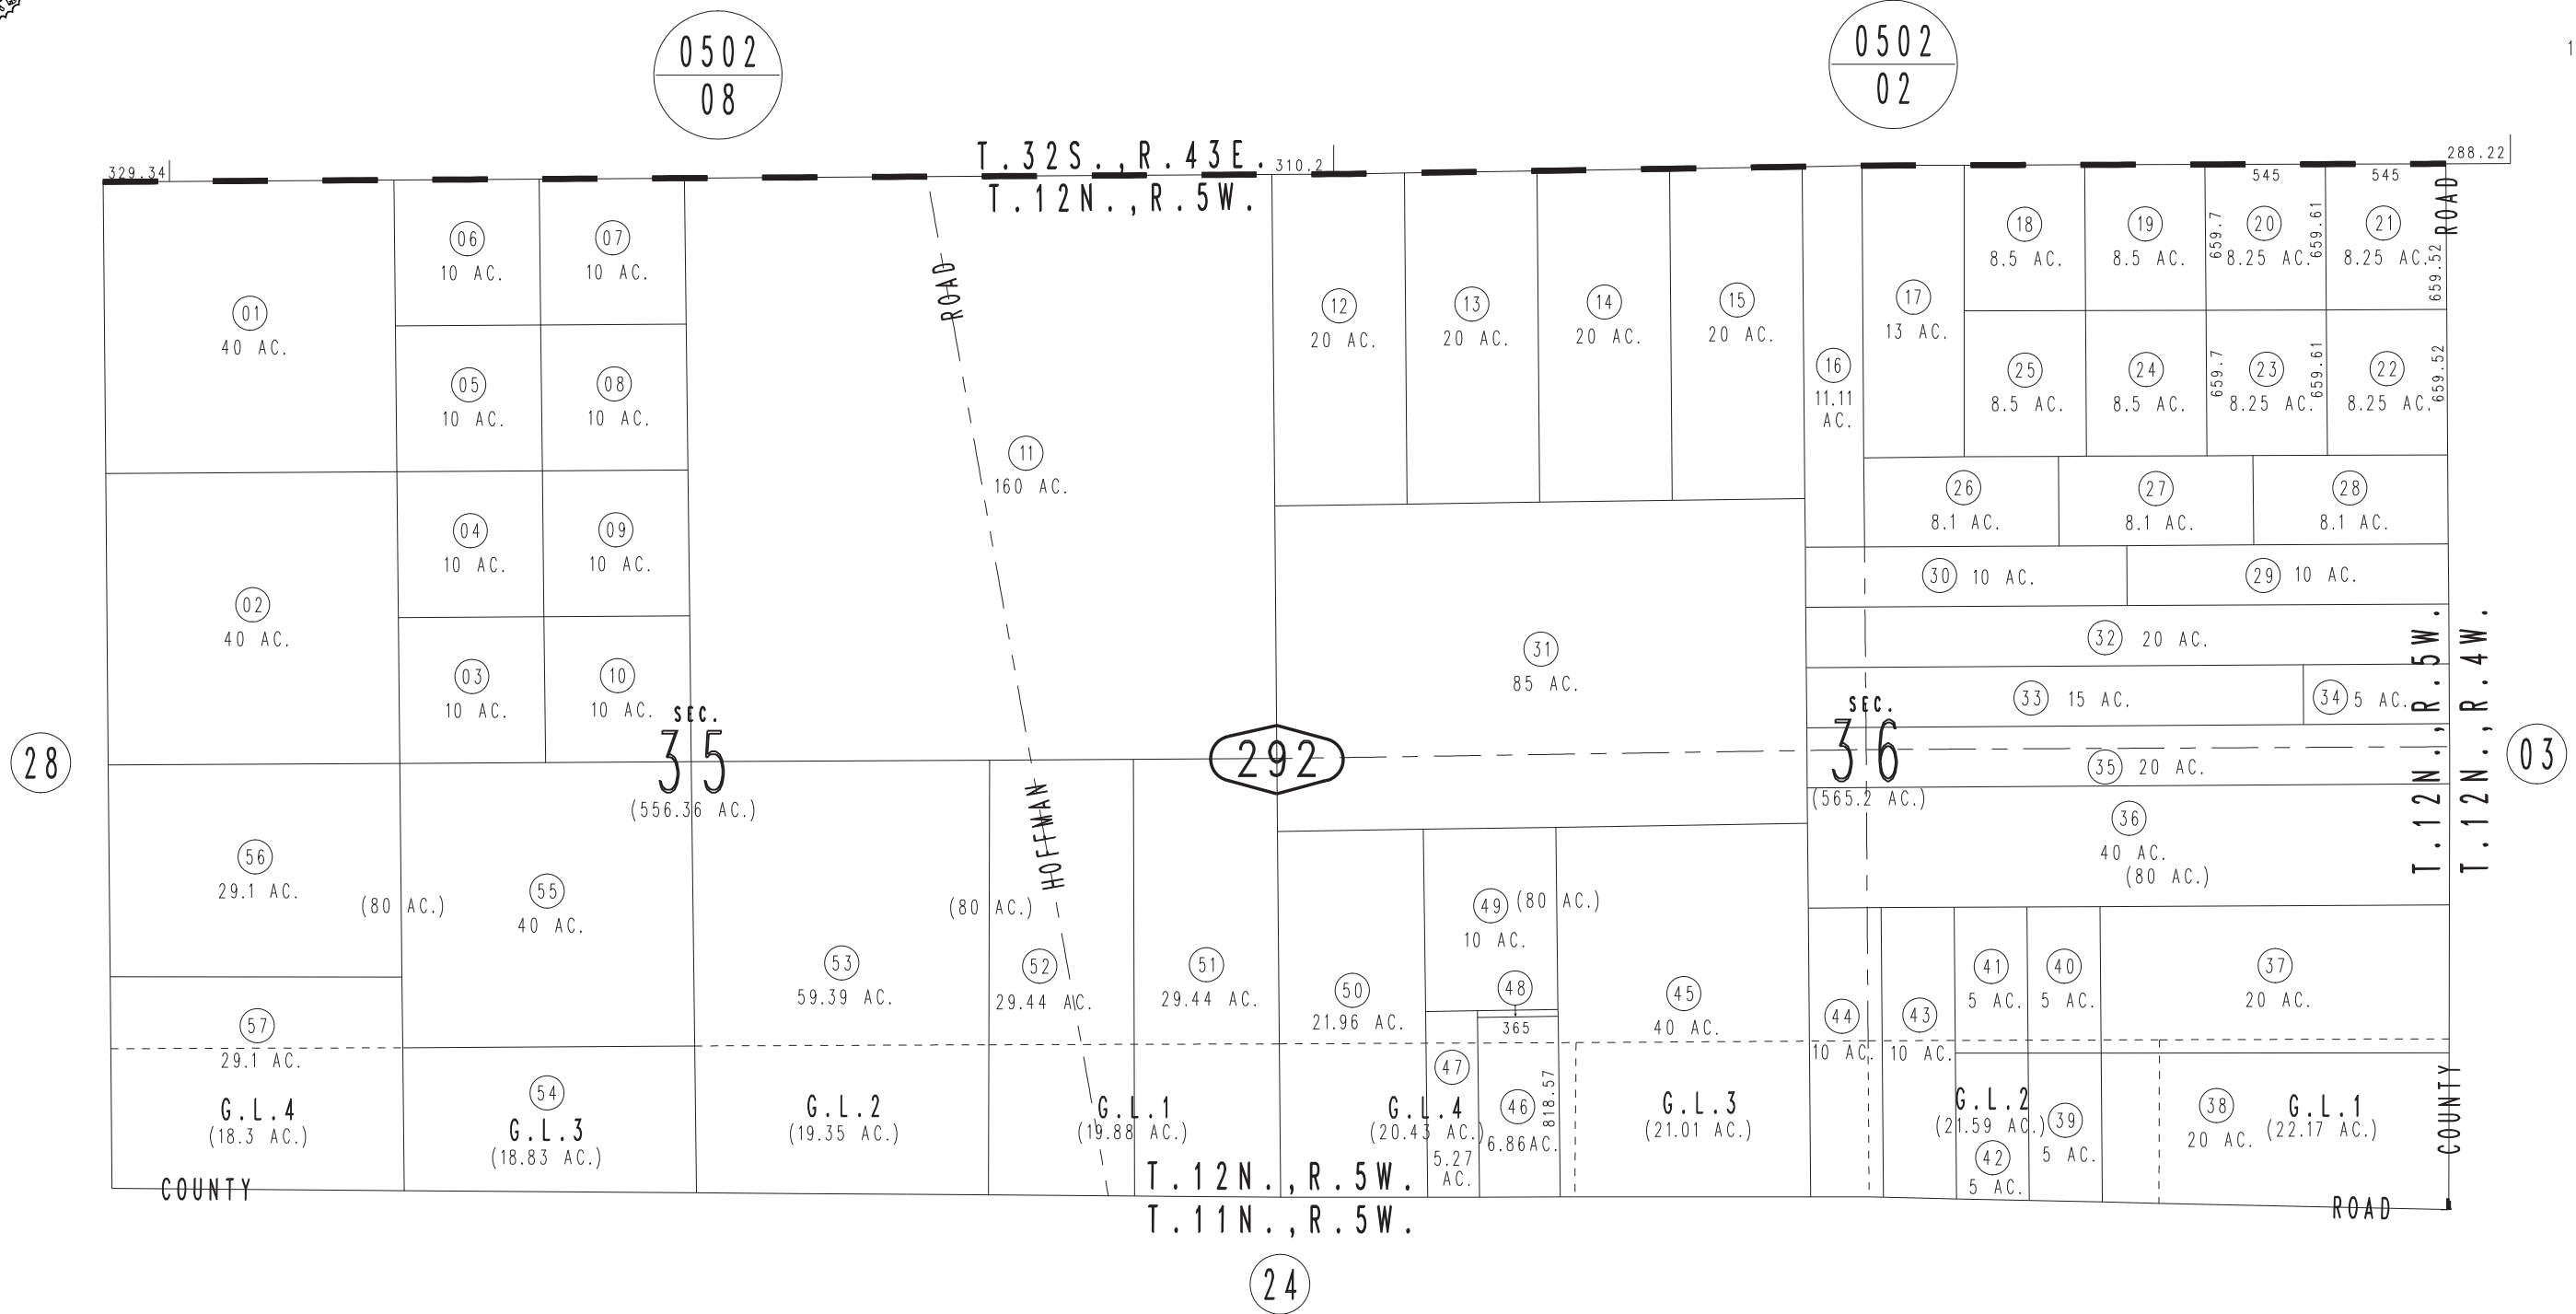 0502
08
0502
02
1
329.34
T.32S.,R.43E.
310.2
288.22
T.12N.,R.5W.
545
545
ROAD
06
10 AC.
07
10 AC.
01
40 AC.
05
10 AC.
08
10 AC.
04
10 AC.
09
10 AC.
02
40 AC.
03
10 AC.
10
10 AC.
ROAD
11
160 AC.
12
20 AC.
13
20 AC.
14
20 AC.
15
20 AC.
16
11.11
AC.
17
13 AC.
18
8.5 AC.
19
8.5 AC.
659.7
20
8.25 AC.
659.61
21
8.25 AC.
659.52
25
8.5 AC.
24
8.5 AC.
659.7
23
8.25 AC.
659.61
22
8.25 AC.
659.52
26
8.1 AC.
27
8.1 AC.
28
8.1 AC.
30 10 AC.
29 10 AC.
31
85 AC.
32 20 AC.
33 15 AC.
34 5 AC.
T.12N.,R.5W.
T.12N.,R.4W.
SEC.
35
(556.36 AC.)
292
SEC.
36
(565.2 AC.)
28
03
35 20 AC.
36
40 AC.
(80 AC.)
HOFFMAN
56
29.1 AC.
(80 AC.)
55
40 AC.
(80 AC.)
53
59.39 AC.
52
29.44 AC.
51
29.44 AC.
50
21.96 AC.
49 (80 AC.)
10 AC.
48
365
45
40 AC.
44
10 AC.
43
10 AC.
41
5 AC.
40
5 AC.
37
20 AC.
57
29.1 AC.
G.L.4
(18.3 AC.)
54
G.L.3
(18.83 AC.)
G.L.2
(19.35 AC.)
G.L.1
(19.88 AC.)
G.L.4
(20.43 AC.)
47
5.27
AC.
46
6.86AC.
818.57
G.L.3
(21.01 AC.)
G.L.2
(21.59 AC.)
42
5 AC.
39
5 AC.
38
20 AC.
G.L.1
(22.17 AC.)
COUNTY
COUNTY
T.12N.,R.5W.
T.11N.,R.5W.
ROAD
24